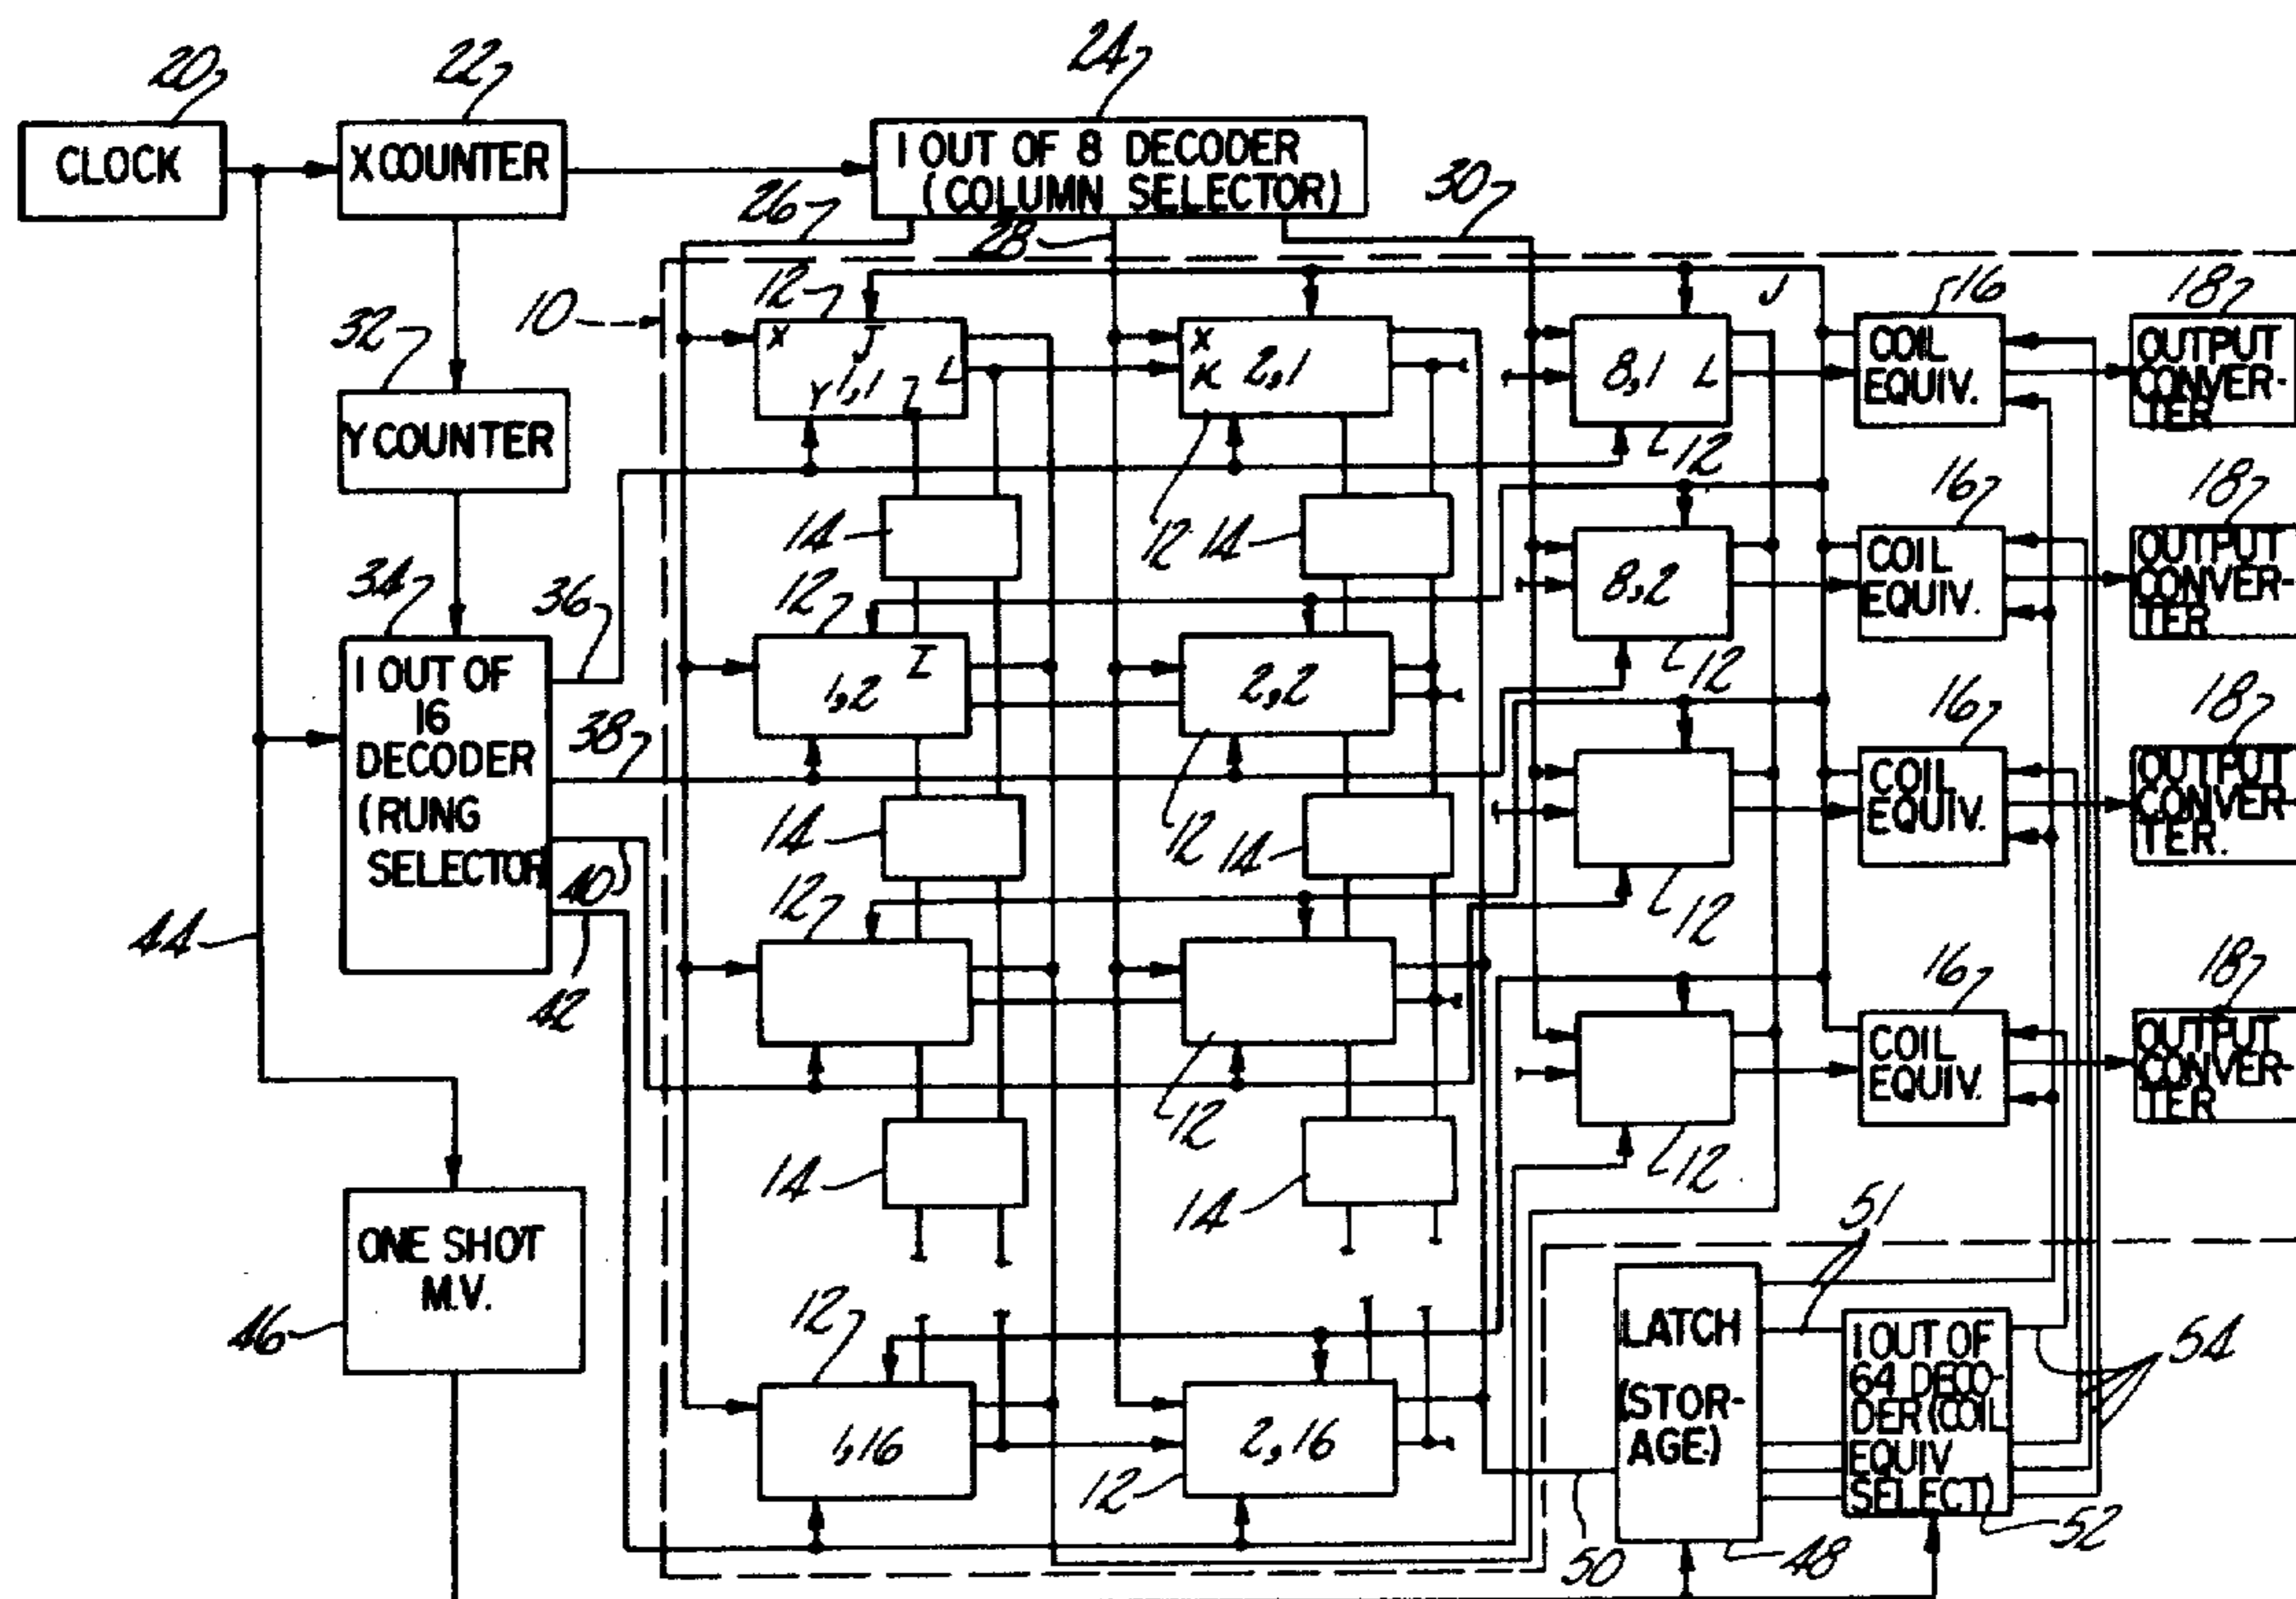 20
22
24
CLOCK
X COUNTER
1 OUT OF 8 DECODER
(COLUMN SELECTOR)
26
28
30
10
12
J
16
18
X J
Y 1,1 Z L
X
K 2,1
8,1 L
COIL
EQUIV.
OUTPUT
CONVER-
TER
32
Y COUNTER
12
14
12
14
16
18
34
36
12
8,2
COIL
EQUIV.
OUTPUT
CONVER-
TER
1 OUT OF
16
DECODER
(RUNG
SELECTOR
I
1,2
2,2
12
16
18
38
14
12
14
COIL
EQUIV.
OUTPUT
CONVER-
TER.
40
42
44
12
12
16
18
12
COIL
EQUIV.
OUTPUT
CONVER-
TER
14
14
12
51
ONE SHOT
M.V.
46
12
LATCH
(STOR-
AGE)
1 OUT OF
64 DECO-
DER (COIL
EQUIV
SELECT)
54
1,16
2,16
12
50
48
52